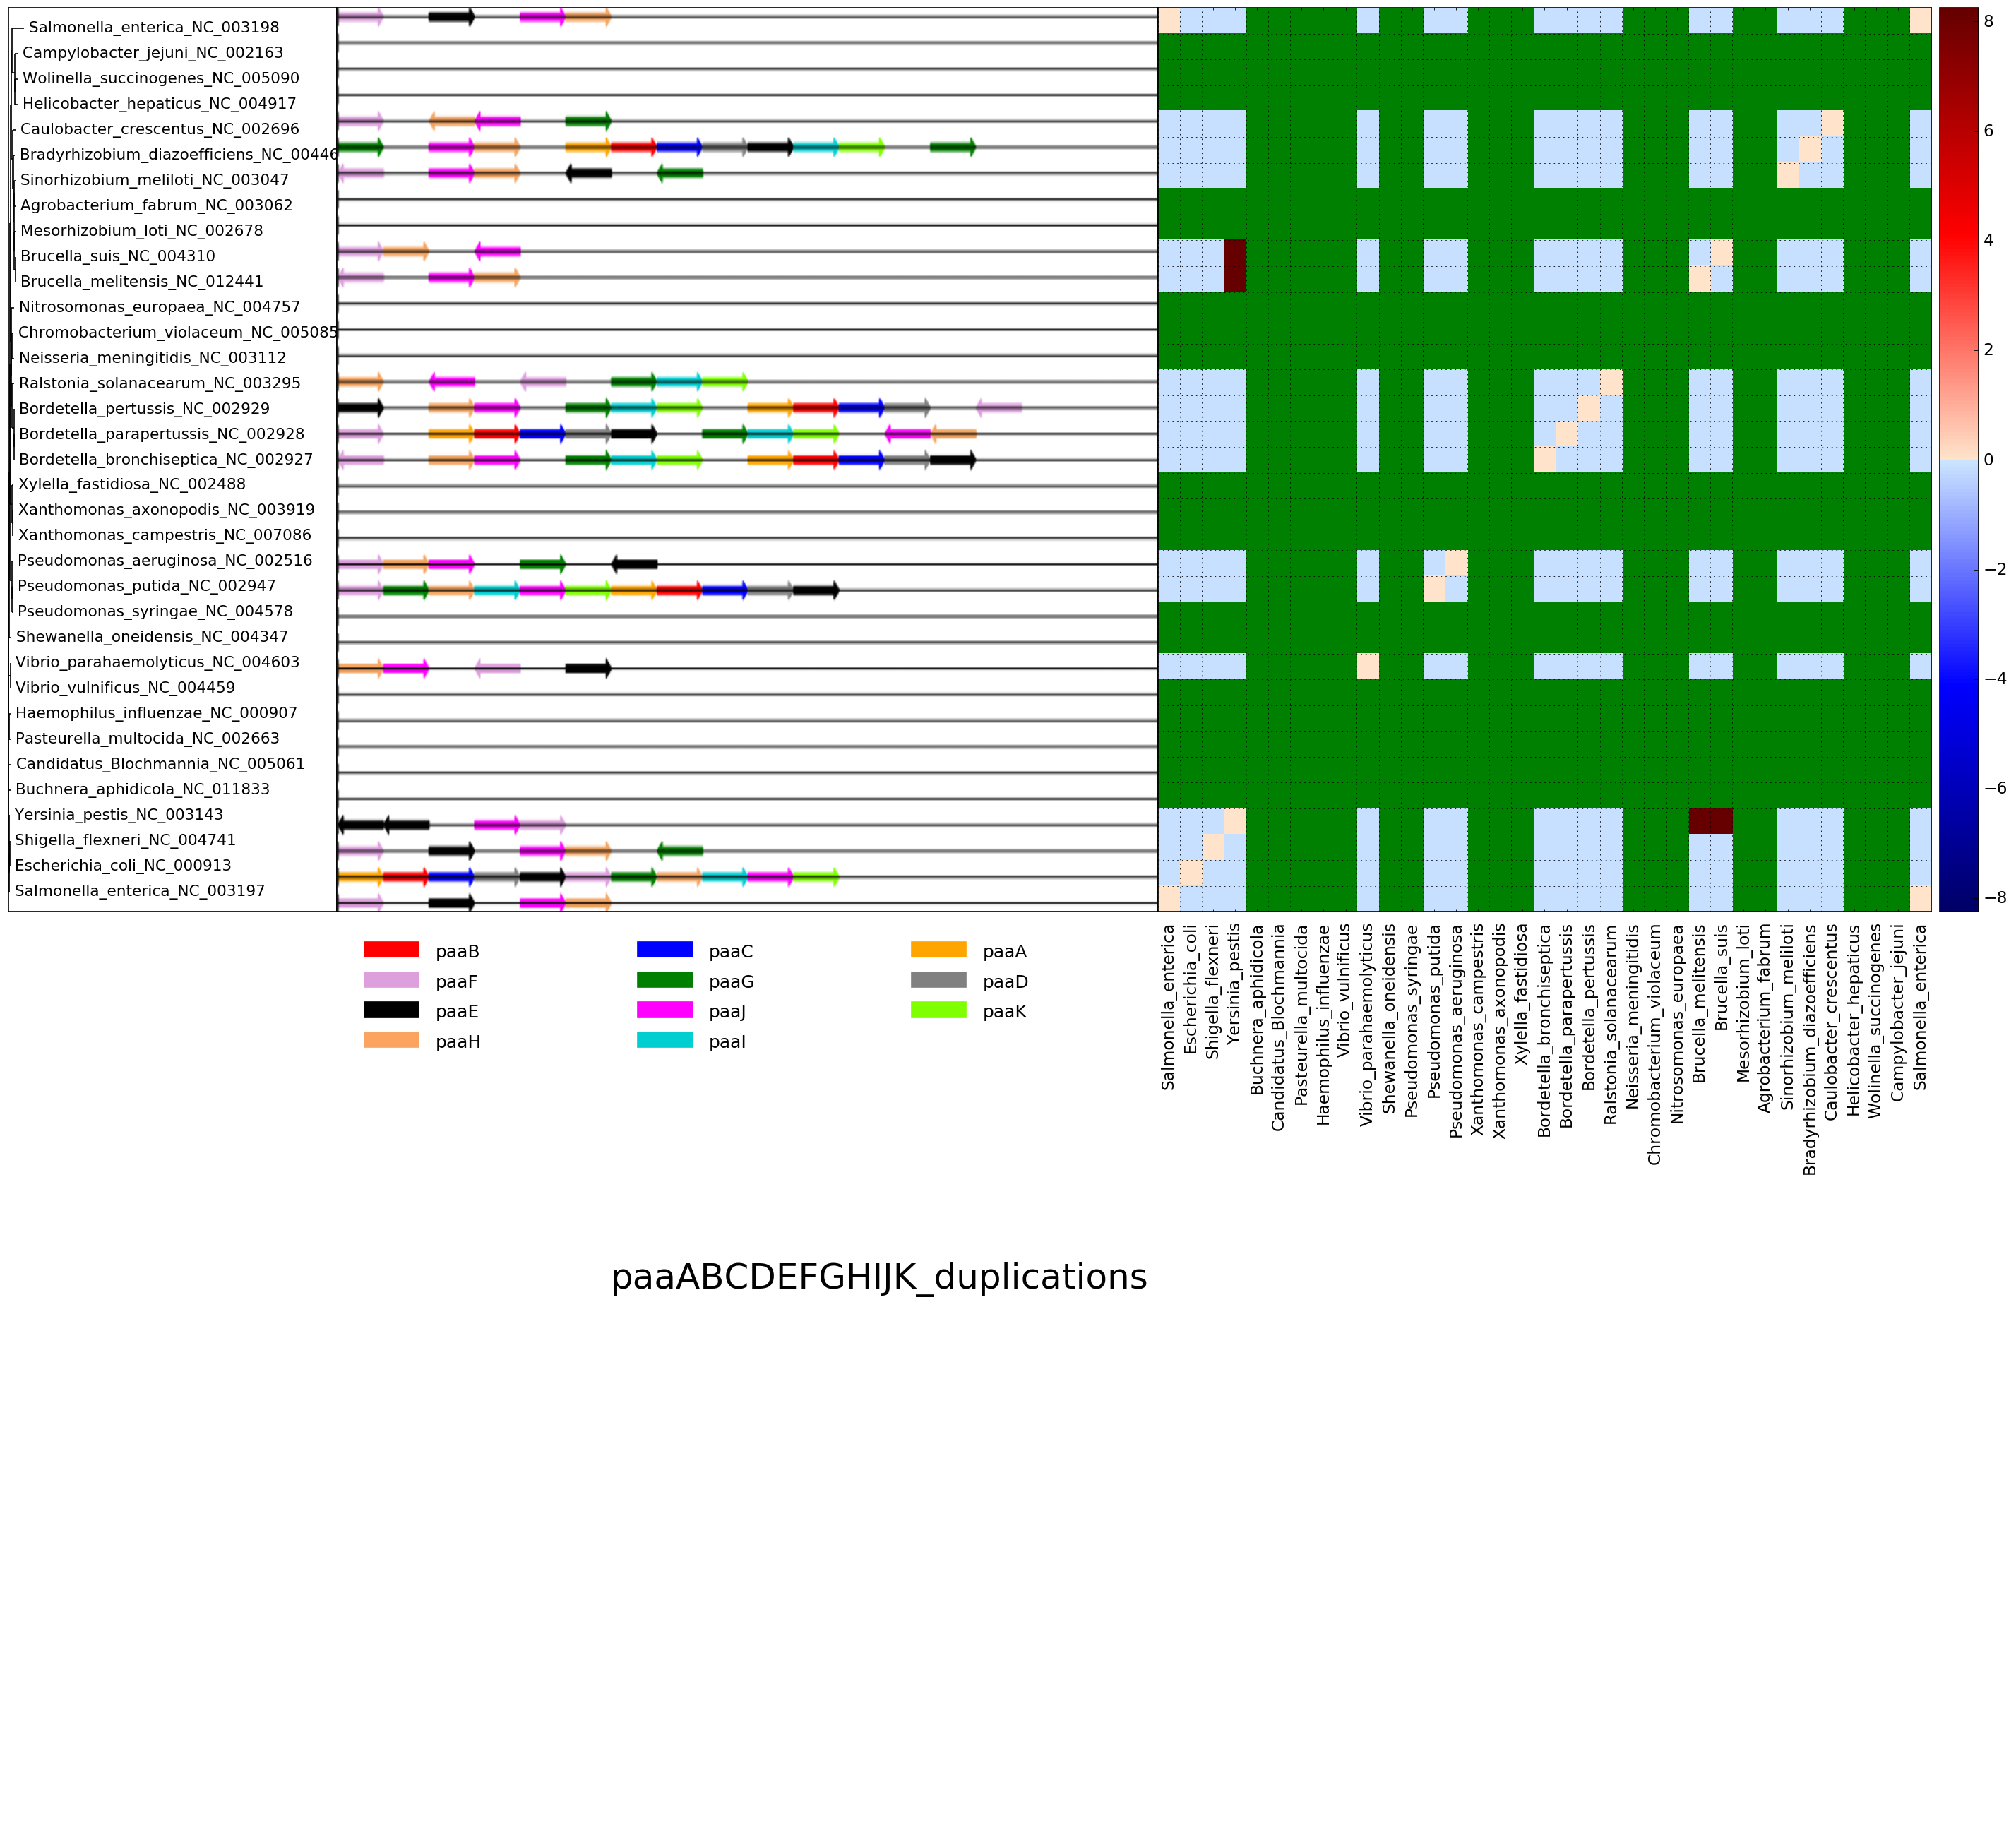 Salmonella_enterica_NC_003198
Campylobacter_jejuni_NC_002163
Wolinella_succinogenes_NC_005090
Helicobacter_hepaticus_NC_004917
Caulobacter_crescentus_NC_002696
Bradyrhizobium_diazoefficiens_NC_00446
Sinorhizobium_meliloti_NC_003047
Agrobacterium_fabrum_NC_003062
Mesorhizobium_loti_NC_002678
Brucella_suis_NC_004310
Brucella_melitensis_NC_012441
Nitrosomonas_europaea_NC_004757
Chromobacterium_violaceum_NC_005085
Neisseria_meningitidis_NC_003112
Ralstonia_solanacearum_NC_003295
Bordetella_pertussis_NC_002929
Bordetella_parapertussis_NC_002928
Bordetella_bronchiseptica_NC_002927
Xylella_fastidiosa_NC_002488
Xanthomonas_axonopodis_NC_003919
Xanthomonas_campestris_NC_007086
Pseudomonas_aeruginosa_NC_002516
Pseudomonas_putida_NC_002947
Pseudomonas_syringae_NC_004578
Shewanella_oneidensis_NC_004347
Vibrio_parahaemolyticus_NC_004603
Vibrio_vulnificus_NC_004459
Haemophilus_influenzae_NC_000907
Pasteurella_multocida_NC_002663
Candidatus_Blochmannia_NC_005061
Buchnera_aphidicola_NC_011833
Yersinia_pestis_NC_003143
Shigella_flexneri_NC_004741
Escherichia_coli_NC_000913
Salmonella_enterica_NC_003197
8
6
4
2
0
−2
−4
−6
−8
Salmonella_enterica
Escherichia_coli
Shigella_flexneri
Yersinia_pestis
Buchnera_aphidicola
Candidatus_Blochmannia
Pasteurella_multocida
Haemophilus_influenzae
Vibrio_vulnificus
Vibrio_parahaemolyticus
Shewanella_oneidensis
Pseudomonas_syringae
Pseudomonas_putida
Pseudomonas_aeruginosa
Xanthomonas_campestris
Xanthomonas_axonopodis
Xylella_fastidiosa
Bordetella_bronchiseptica
Bordetella_parapertussis
Bordetella_pertussis
Ralstonia_solanacearum
Neisseria_meningitidis
Chromobacterium_violaceum
Nitrosomonas_europaea
Brucella_melitensis
Brucella_suis
Mesorhizobium_loti
Agrobacterium_fabrum
Sinorhizobium_meliloti
Bradyrhizobium_diazoefficiens
Caulobacter_crescentus
Helicobacter_hepaticus
Wolinella_succinogenes
Campylobacter_jejuni
Salmonella_enterica
paaB paaC paaA
paaF paaG paaD
paaE paaJ paaK
paaH paaI
paaABCDEFGHIJK_duplications